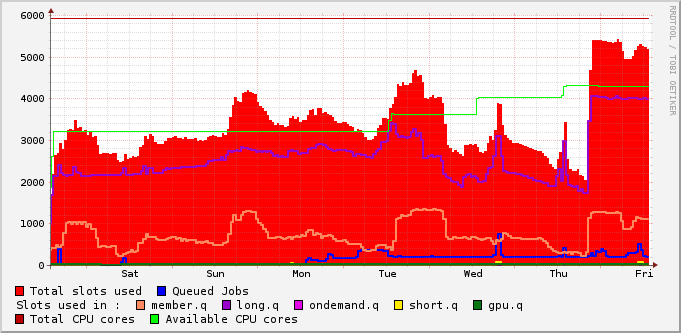 6000
5000
4000
3000
2000
1000
0
Sat Sun Mon Tue Wed Thu Fri
Total slots used Queued Jobs
Slots used in : member.q long.q ondemand.q short.q gpu.q
Total CPU cores Available CPU cores
RRDTOOL / TOBI OETIKER